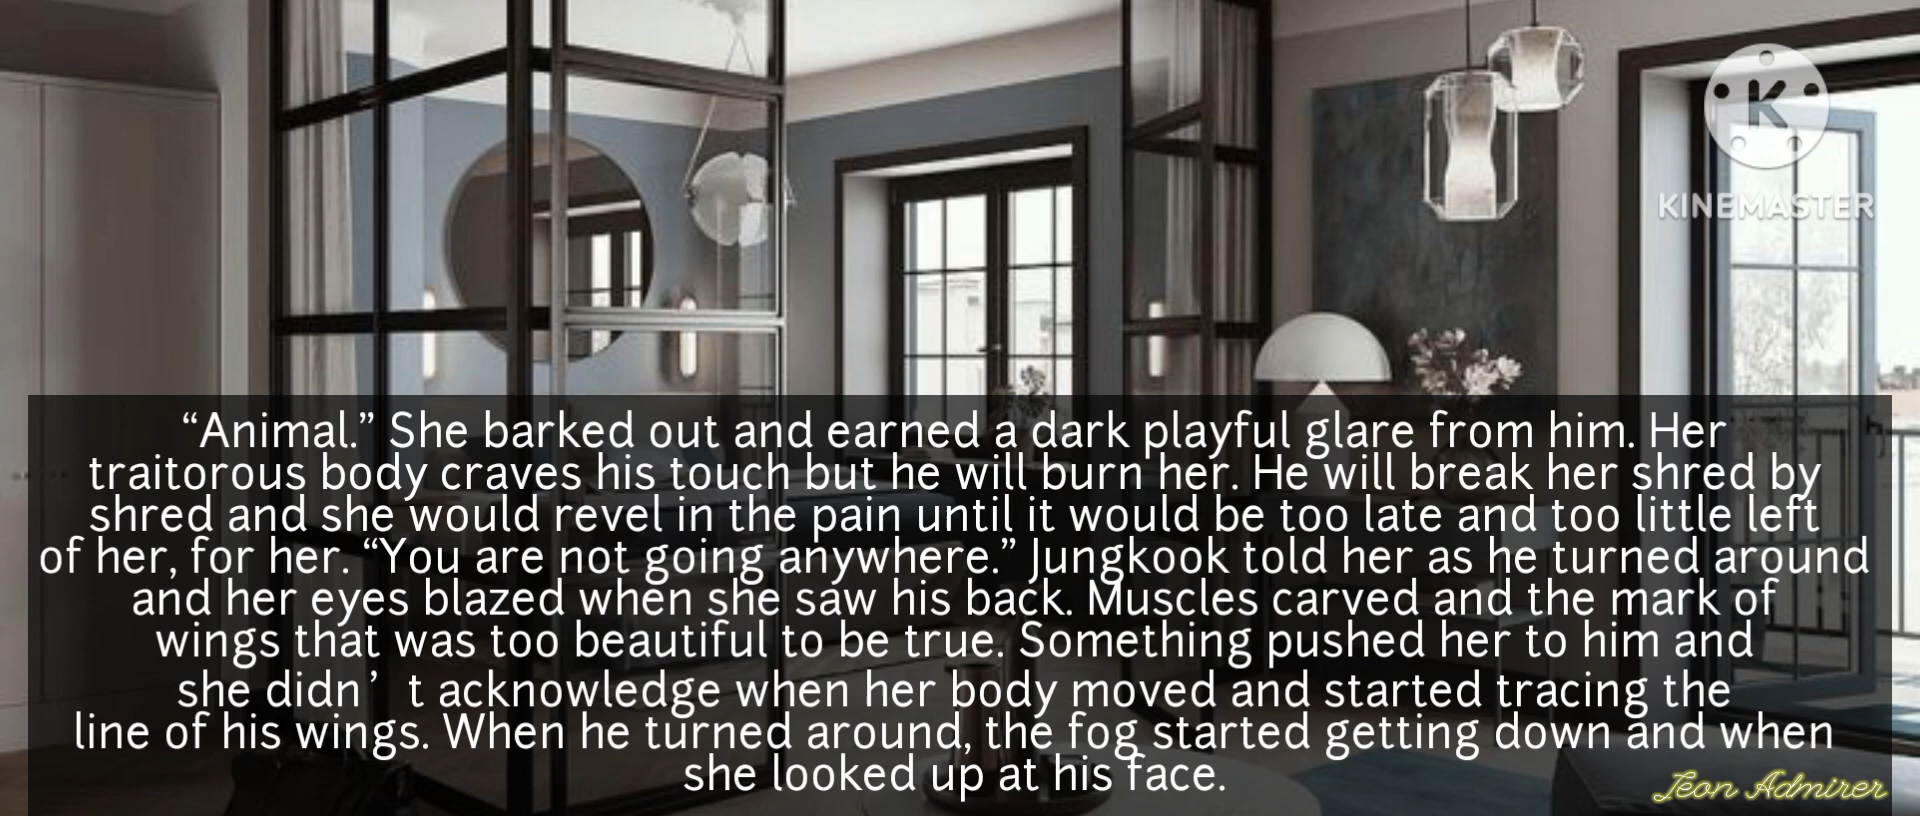 KINEMASTER
“Animal.” She barked out and earned a dark playful glare from him. Her
traitorous body craves his touch but he will burn her. He will break her shred by
shred and she would revel in the pain until it would be too late and too little left
of her, for her. “You are not going anywhere.” Jungkook told her as he turned around
and her eyes blazed when she saw his back. Muscles carved and the mark of
wings that was too beautiful to be true. Something pushed her to him and
she didn’t acknowledge when her body moved and started tracing the
line of his wings. When he turned around, the fog started getting down and when
she looked up at his face.
Jeon Admirer